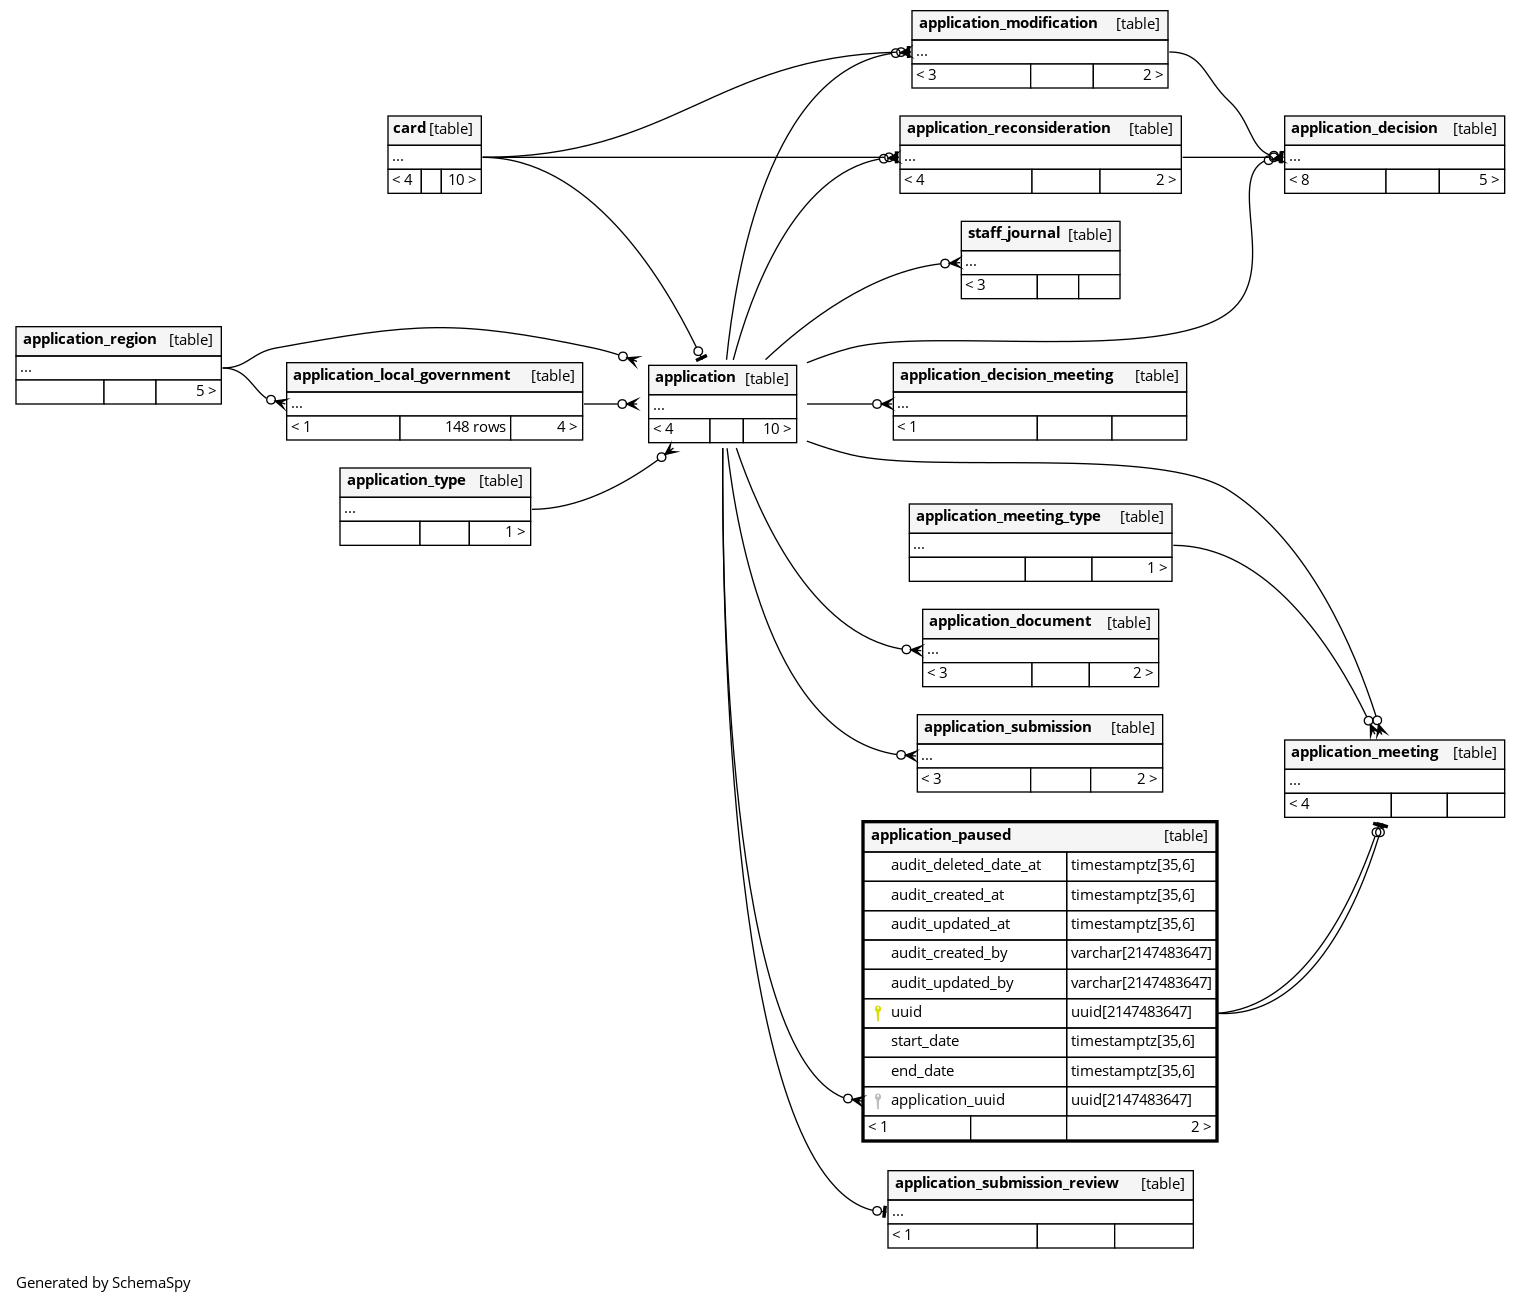 application_modification [table]
...
< 3 2 >
card [table]
...
< 4 10 >
application_reconsideration [table]
...
< 4 2 >
application_decision [table]
...
< 8 5 >
staff_journal [table]
...
< 3
application_region [table]
...
5 >
application_local_government [table]
...
< 1 148 rows 4 >
application [table]
...
< 4 10 >
application_decision_meeting [table]
...
< 1
application_type [table]
...
1 >
application_meeting_type [table]
...
1 >
application_document [table]
...
< 3 2 >
application_submission [table]
...
< 3 2 >
application_meeting [table]
...
< 4
application_paused [table]
audit_deleted_date_at timestamptz[35,6]
audit_created_at timestamptz[35,6]
audit_updated_at timestamptz[35,6]
audit_created_by varchar[2147483647]
audit_updated_by varchar[2147483647]
uuid uuid[2147483647]
start_date timestamptz[35,6]
end_date timestamptz[35,6]
application_uuid uuid[2147483647]
< 1 2 >
application_submission_review [table]
...
< 1
Generated by SchemaSpy